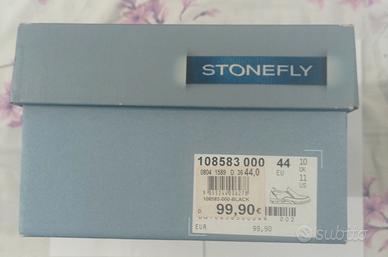 STONEFLY
108583 000
44
EU
10
UK
11
US
0804 1589 D 36 44,0
108583-000-BLACK
99,90€
002
EUR
99,90
subito